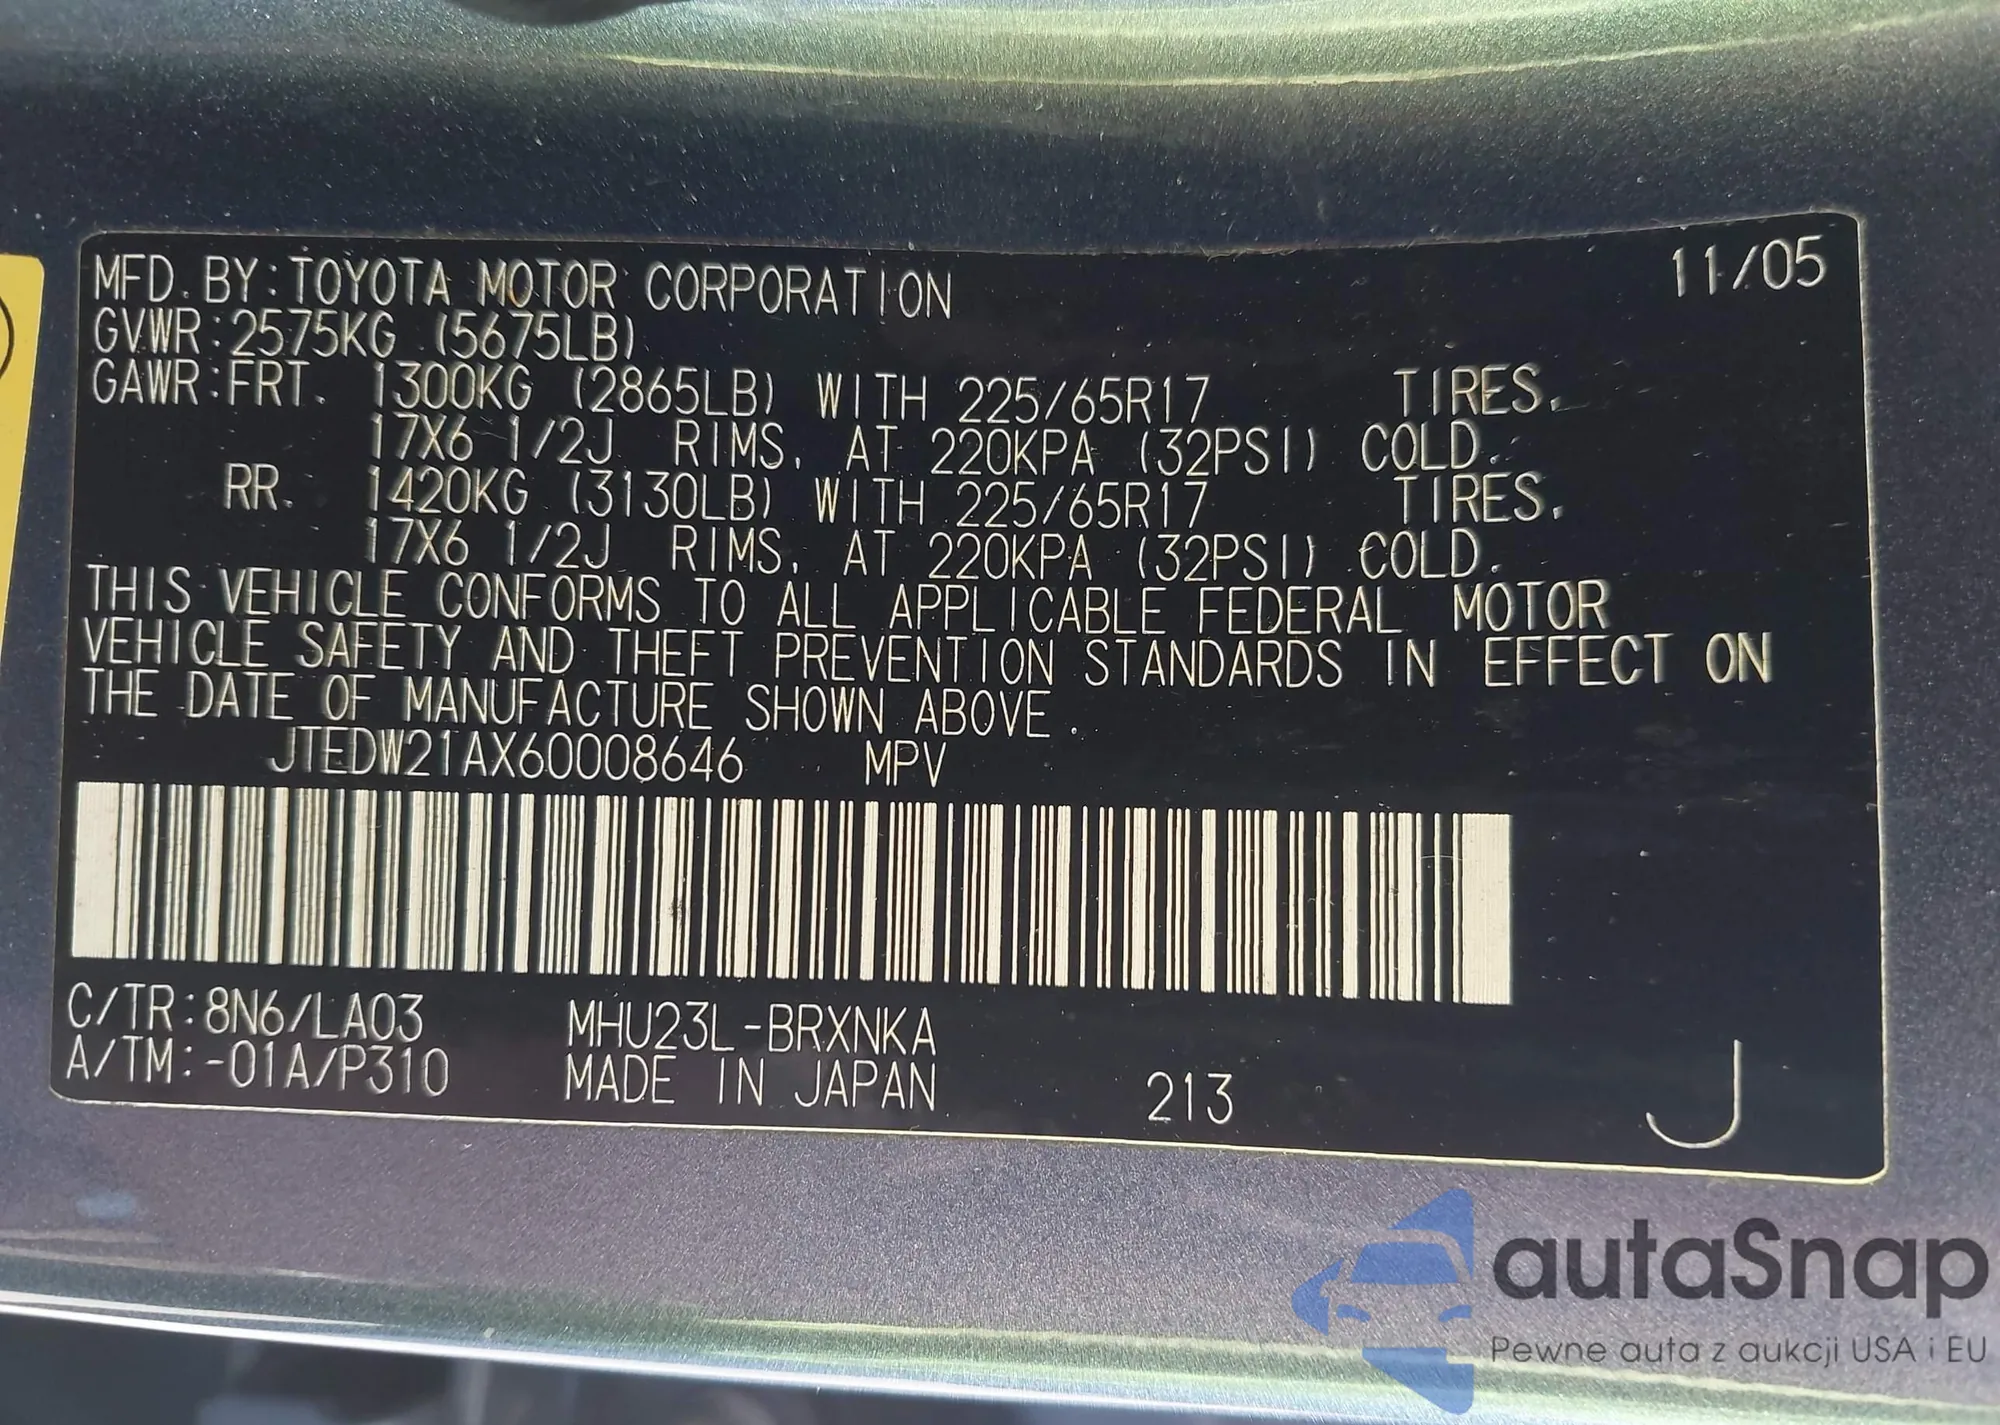 11/05
MFD. BY:TOYOTA MOTOR CORPORATION
GVWR:2575KG (5675LB)
GAWR:FRT. 1300KG (2865LB) WITH 225/65R17 TIRES,
17X6 1/2J RIMS, AT 220KPA (32PSI) COLD.
RR. 1420KG (3130LB) WITH 225/65R17 TIRES,
17X6 1/2J RIMS, AT 220KPA (32PSI) COLD.
THIS VEHICLE CONFORMS TO ALL APPLICABLE FEDERAL MOTOR
VEHICLE SAFETY AND THEFT PREVENTION STANDARDS IN EFFECT ON
THE DATE OF MANUFACTURE SHOWN ABOVE.
JTEDW21AX60008646 MPV
C/TR:8N6/LA03 MHU23L-BRXNKA
A/TM:-01A/P310 MADE IN JAPAN 213 J
autaSnap
Pewne auta z aukcji USA i EU